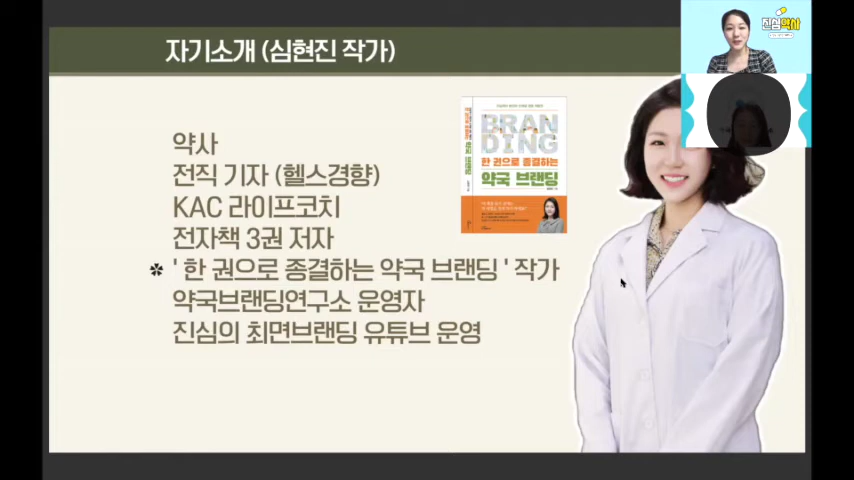 자기소개 (심현진 작가)
진심약사
약사
전직 기자 (헬스경향)
KAC 라이프코치
전자책 3권 저자
✽ ' 한 권으로 종결하는 약국 브랜딩 ' 작가
약국브랜딩연구소 운영자
진심의 최면브랜딩 유튜브 운영
BRAN
DING
한 권으로 종결하는
약국 브랜딩